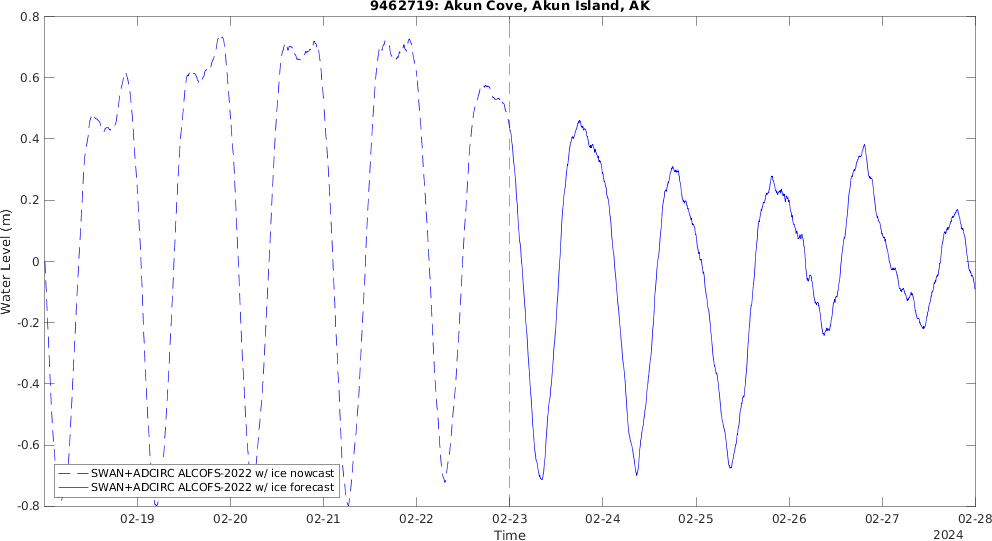 9462719: Akun Cove, Akun Island, AK
0.8
0.6
0.4
0.2
0
-0.2
-0.4
-0.6
-0.8
Water Level (m)
SWAN+ADCIRC ALCOFS-2022 w/ ice nowcast
SWAN+ADCIRC ALCOFS-2022 w/ ice forecast
02-19 02-20 02-21 02-22 02-23 02-24 02-25 02-26 02-27 02-28
Time
2024